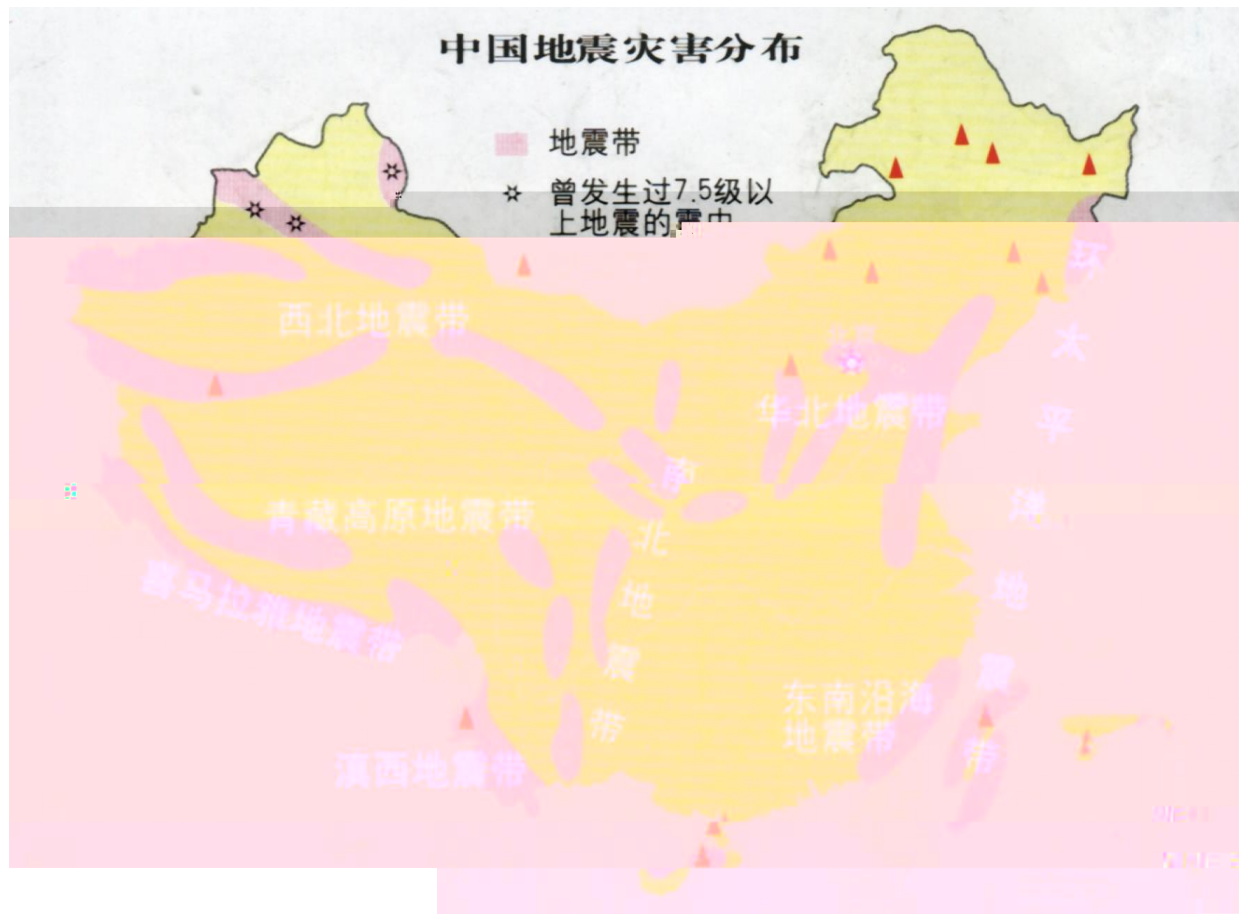 中国地震灾害分布
地震带
曾发生过7.5级以
上地震的震中
西北地震带
华北地震带
青藏高原地震带
喜马拉雅地震带
南北地震带
东南沿海
地震带
滇西地震带
环太平洋地震带